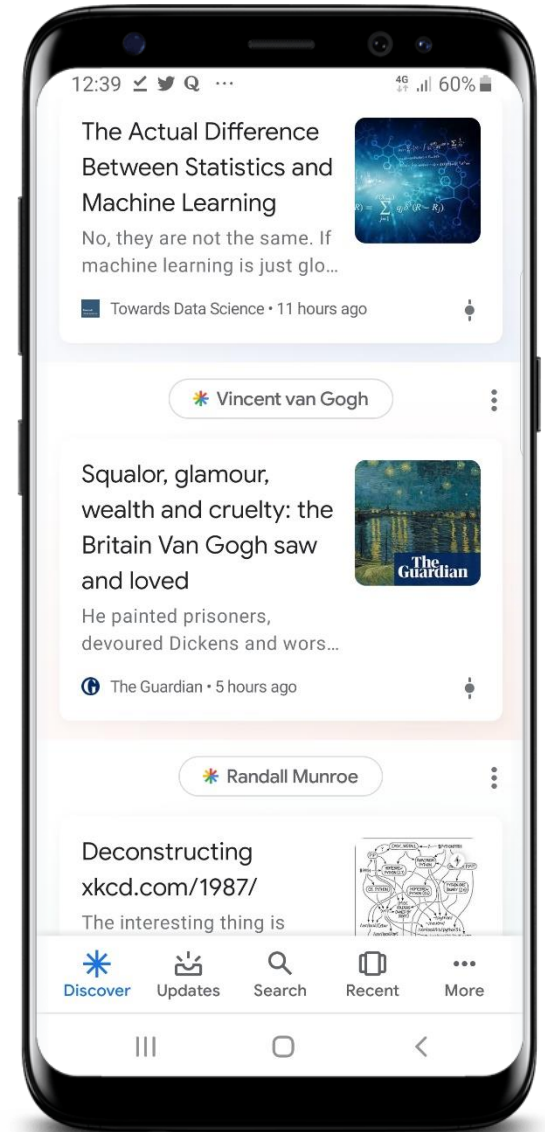 12:39 Q ...
4G 60%
The Actual Difference
Between Statistics and
Machine Learning
No, they are not the same. If
machine learning is just glo...
Towards Data Science • 11 hours ago
Vincent van Gogh
Squalor, glamour,
wealth and cruelty: the
Britain Van Gogh saw
and loved
The
Guardian
He painted prisoners,
devoured Dickens and wors...
The Guardian • 5 hours ago
Randall Munroe
Deconstructing
xkcd.com/1987/
The interesting thing is
Discover Updates Search Recent More